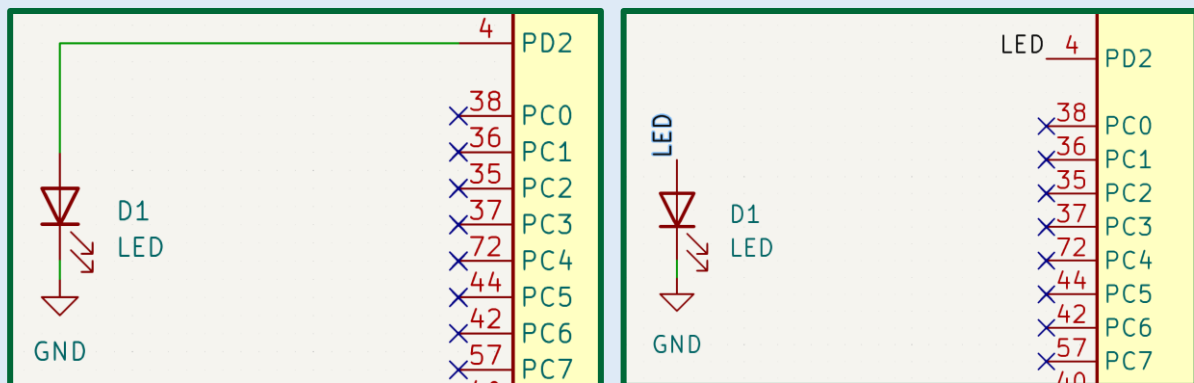 4 PD2
38 PC0
36 PC1
35 PC2
37 PC3
72 PC4
44 PC5
42 PC6
57 PC7
D1
LED
GND
LED 4 PD2
38 PC0
36 PC1
35 PC2
37 PC3
72 PC4
44 PC5
42 PC6
57 PC7
40
LED
D1
LED
GND